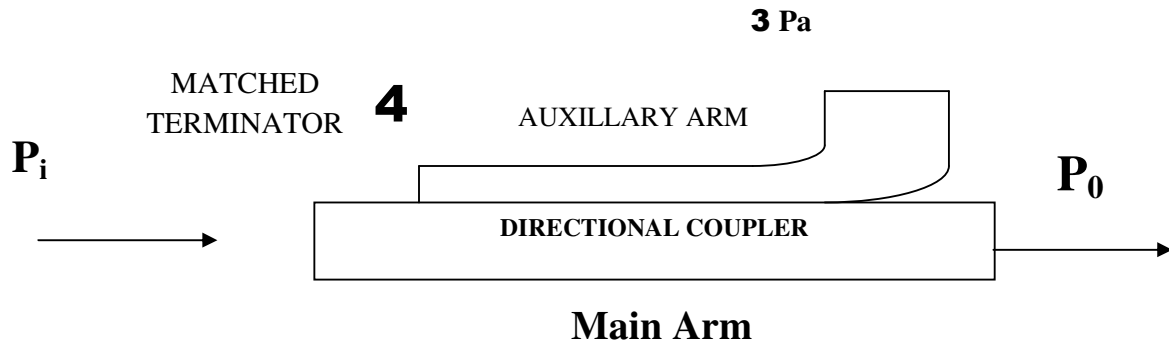 3 Pa
MATCHED
TERMINATOR
4
AUXILLARY ARM
Pi
P0
DIRECTIONAL COUPLER
Main Arm